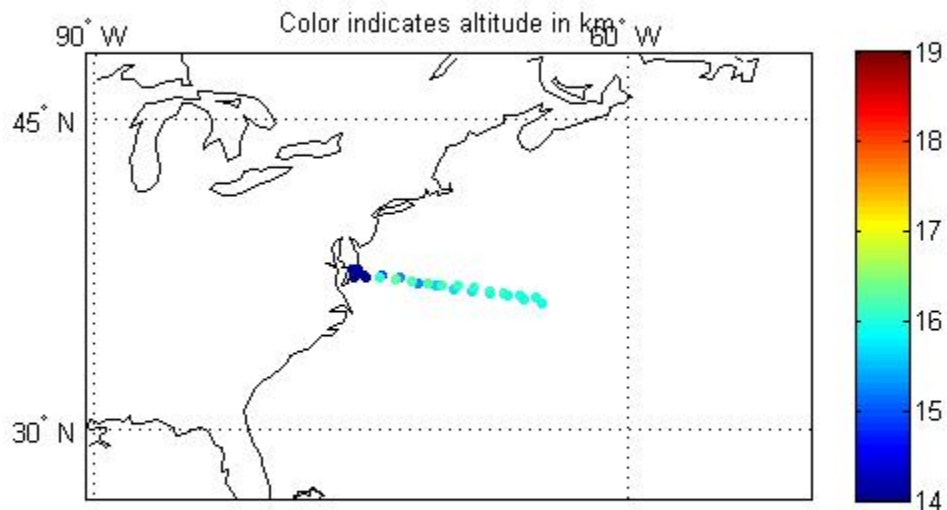 Color indicates altitude in km
90° W
60° W
45° N
30° N
19
18
17
16
15
14